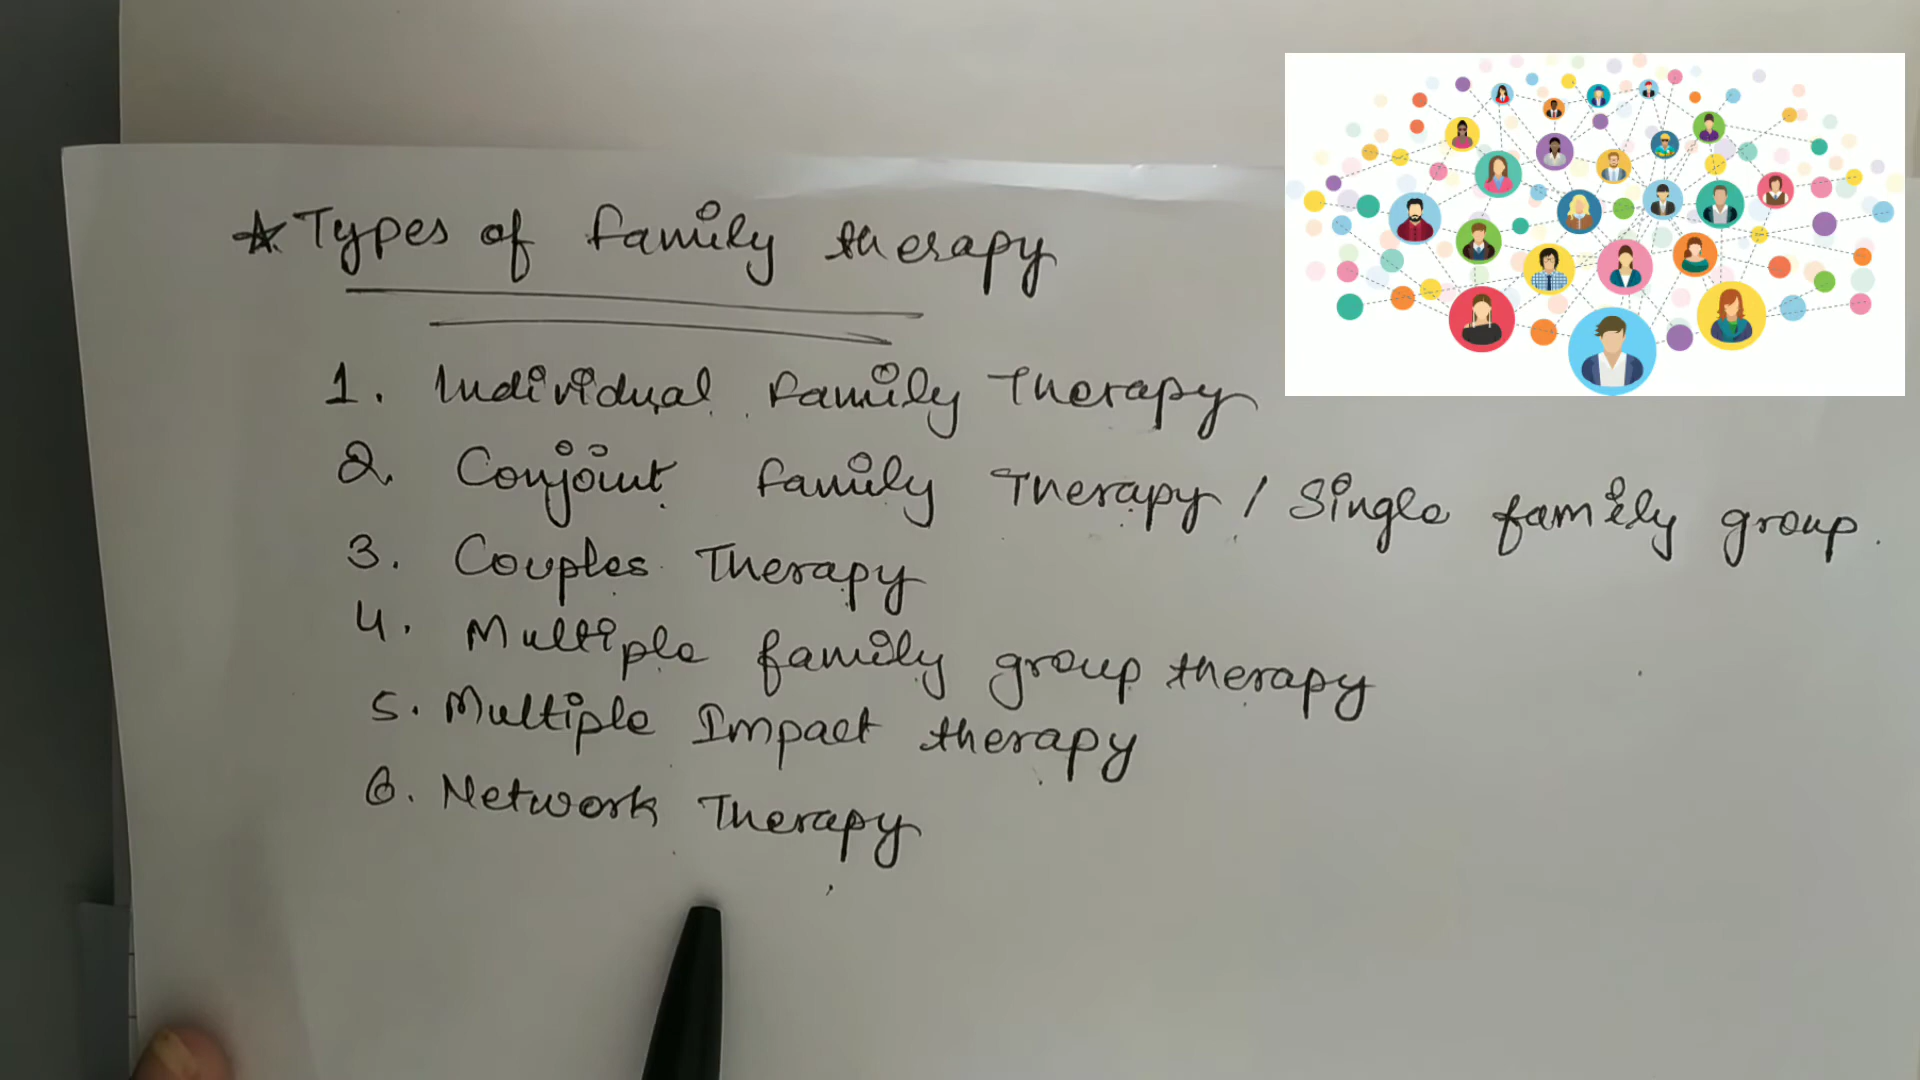 ★ Types of family therapy
1. Individual family Therapy
2. Conjoint family Therapy / Single family group.
3. Couples Therapy
4. Multiple family group therapy
5. Multiple Impact therapy
6. Network Therapy